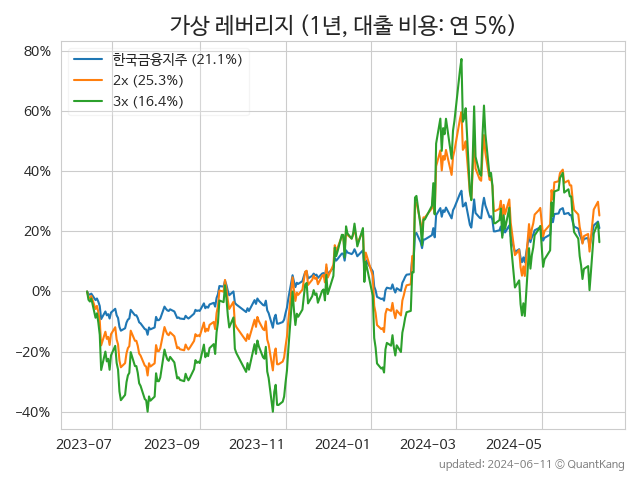 가상 레버리지 (1년, 대출 비용: 연 5%)
80%
60%
40%
20%
0%
−20%
−40%
한국금융지주 (21.1%)
2x (25.3%)
3x (16.4%)
2023-07
2023-09
2023-11
2024-01
2024-03
2024-05
updated: 2024-06-11 © QuantKang